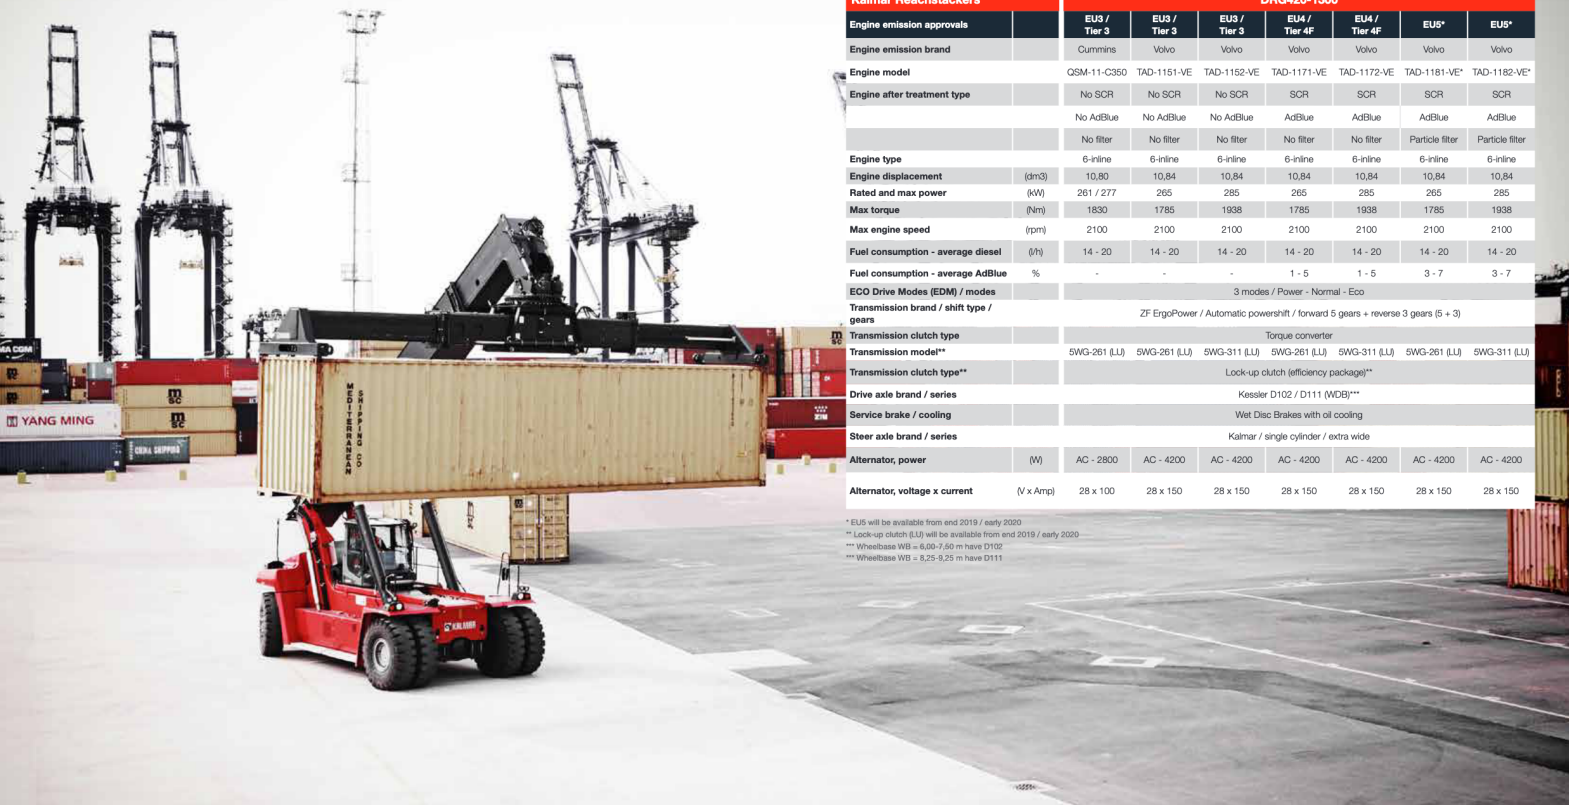 Kalmar Reachstackers DRG420-1500
Engine emission approvals EU3 / Tier 3 EU3 / Tier 3 EU3 / Tier 3 EU4 / Tier 4F EU4 / Tier 4F EU5* EU5*
Engine emission brand Cummins Volvo Volvo Volvo Volvo Volvo Volvo
Engine model QSM-11-C350 TAD-1151-VE TAD-1152-VE TAD-1171-VE TAD-1172-VE TAD-1181-VE* TAD-1182-VE*
Engine after treatment type No SCR No SCR No SCR SCR SCR SCR SCR
No AdBlue No AdBlue No AdBlue AdBlue AdBlue AdBlue AdBlue
No filter No filter No filter No filter No filter Particle filter Particle filter
Engine type 6-inline 6-inline 6-inline 6-inline 6-inline 6-inline 6-inline
Engine displacement (dm3) 10,80 10,84 10,84 10,84 10,84 10,84 10,84
Rated and max power (kW) 261 / 277 265 285 265 285 265 285
Max torque (Nm) 1830 1785 1938 1785 1938 1785 1938
Max engine speed (rpm) 2100 2100 2100 2100 2100 2100 2100
Fuel consumption - average diesel (l/h) 14 - 20 14 - 20 14 - 20 14 - 20 14 - 20 14 - 20 14 - 20
Fuel consumption - average AdBlue % - - - 1 - 5 1 - 5 3 - 7 3 - 7
ECO Drive Modes (EDM) / modes 3 modes / Power - Normal - Eco
Transmission brand / shift type / gears ZF ErgoPower / Automatic powershift / forward 5 gears + reverse 3 gears (5 + 3)
Transmission clutch type Torque converter
Transmission model** 5WG-261 (LU) 5WG-261 (LU) 5WG-311 (LU) 5WG-261 (LU) 5WG-311 (LU) 5WG-261 (LU) 5WG-311 (LU)
Transmission clutch type** Lock-up clutch (efficiency package)**
Drive axle brand / series Kessler D102 / D111 (WDB)***
Service brake / cooling Wet Disc Brakes with oil cooling
Steer axle brand / series Kalmar / single cylinder / extra wide
Alternator, power (W) AC - 2800 AC - 4200 AC - 4200 AC - 4200 AC - 4200 AC - 4200 AC - 4200
Alternator, voltage x current (V x Amp) 28 x 100 28 x 150 28 x 150 28 x 150 28 x 150 28 x 150 28 x 150
* EU5 will be available from end 2019 / early 2020
** Lock-up clutch (LU) will be available from end 2019 / early 2020
*** Wheelbase WB = 6,00-7,50 m have D102
*** Wheelbase WB = 8,25-9,25 m have D111
MA CGM
YANG MING
CHINA SHIPPING
m sc
m sc
ZIM
MEDITERRANEAN
SHIPPING CO
KALMAR